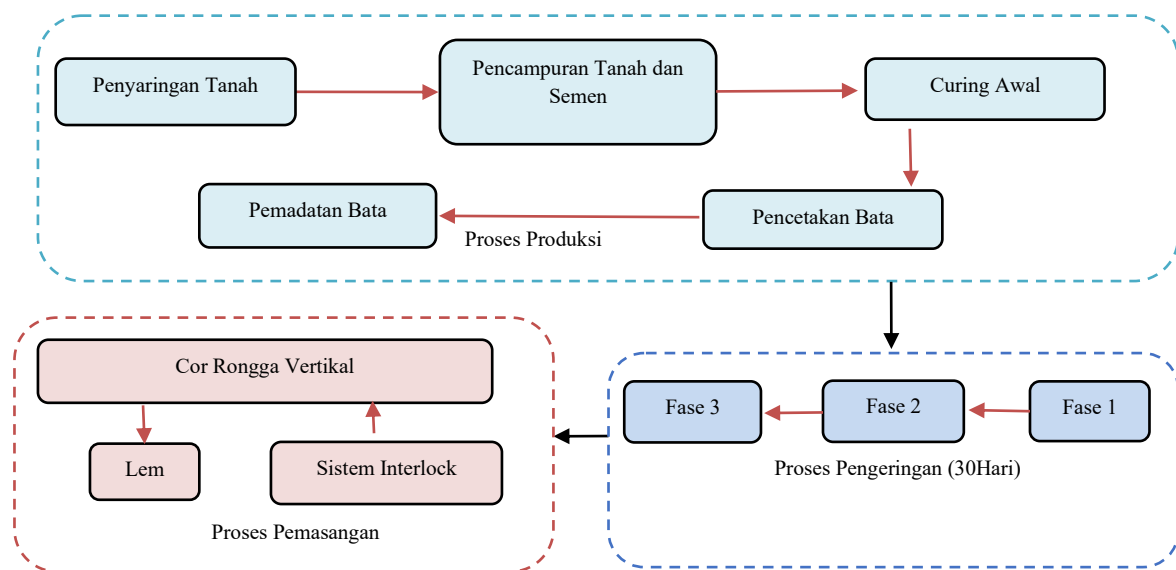 Penyaringan Tanah
Pencampuran Tanah dan
Semen
Curing Awal
Pemadatan Bata
Pencetakan Bata
Proses Produksi
Cor Rongga Vertikal
Lem
Sistem Interlock
Proses Pemasangan
Fase 3
Fase 2
Fase 1
Proses Pengeringan (30Hari)